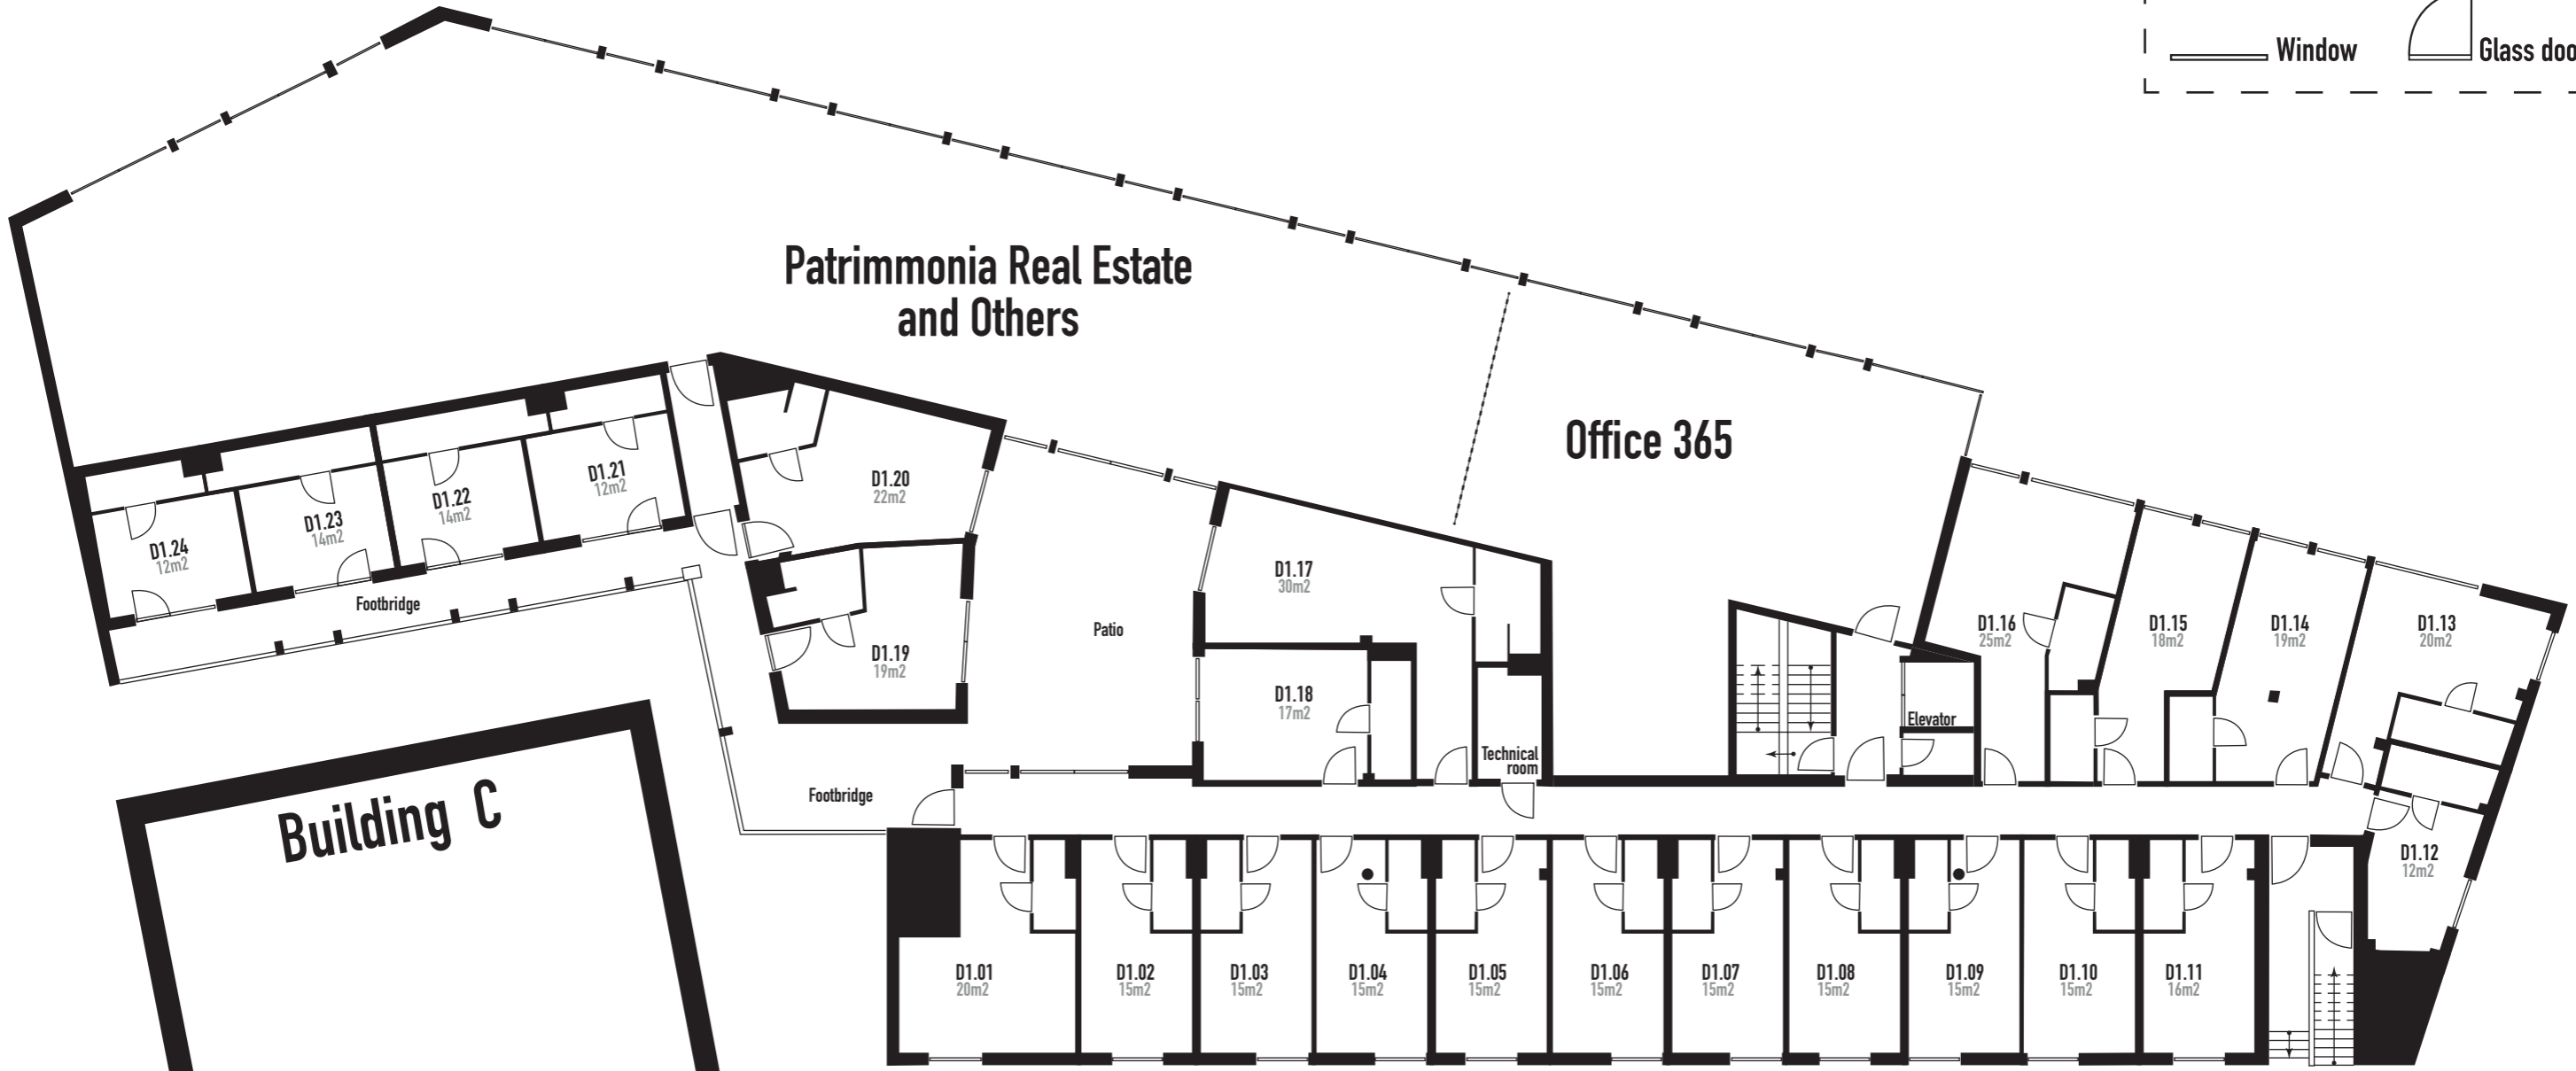 Window
Glass doo
Patrimmonia Real Estate
and Others
Office 365
D1.24
12m2
D1.23
14m2
D1.22
14m2
D1.21
12m2
D1.20
22m2
D1.19
19m2
Footbridge
Patio
D1.17
30m2
D1.18
17m2
Technical
room
Elevator
D1.16
25m2
D1.15
18m2
D1.14
19m2
D1.13
20m2
D1.12
12m2
Footbridge
Building C
D1.01
20m2
D1.02
15m2
D1.03
15m2
D1.04
15m2
D1.05
15m2
D1.06
15m2
D1.07
15m2
D1.08
15m2
D1.09
15m2
D1.10
15m2
D1.11
16m2